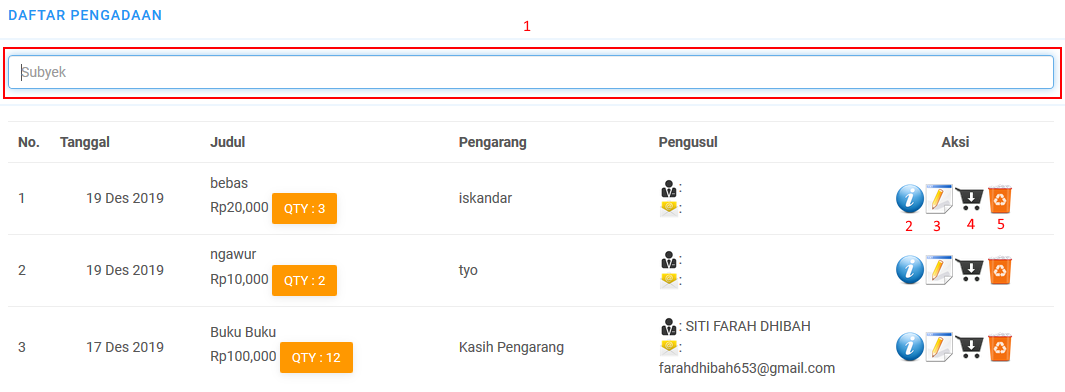 DAFTAR PENGADAAN
1
Subyek
No. Tanggal Judul Pengarang Pengusul Aksi
1 19 Des 2019 bebas iskandar :
Rp20,000 QTY : 3 :
2 3 4 5
2 19 Des 2019 ngawur tyo :
Rp10,000 QTY : 2 :
3 17 Des 2019 Buku Buku Kasih Pengarang : SITI FARAH DHIBAH
Rp100,000 QTY : 12 :
farahdhibah653@gmail.com